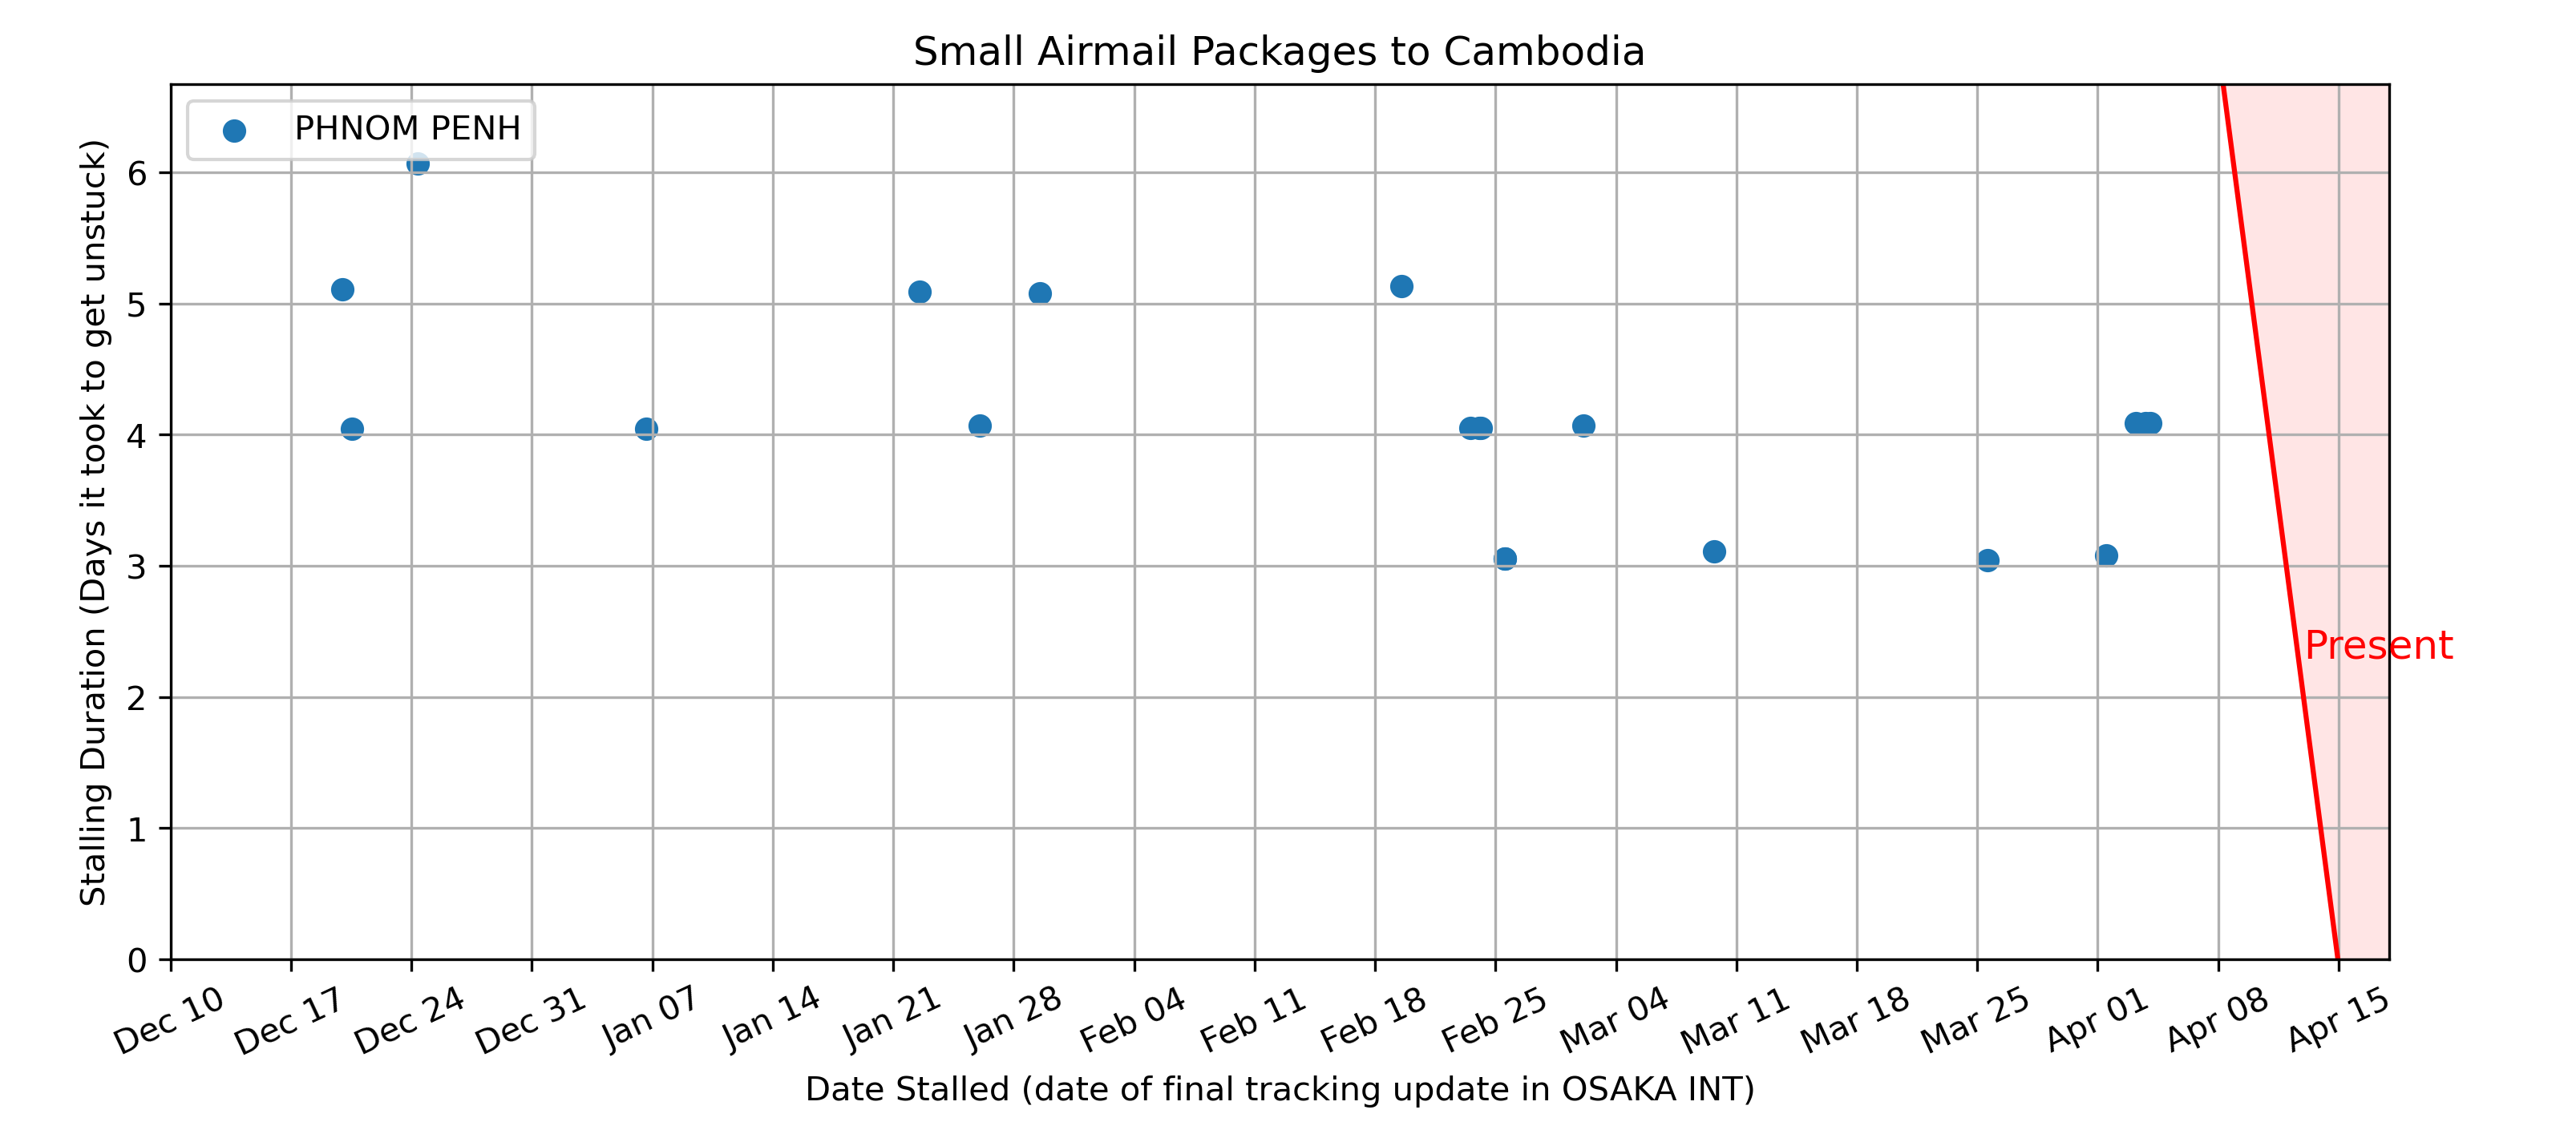 Small Airmail Packages to Cambodia
PHNOM PENH
Stalling Duration (Days it took to get unstuck)
6
5
4
3
2
1
0
Present
Dec 10 Dec 17 Dec 24 Dec 31 Jan 07 Jan 14 Jan 21 Jan 28 Feb 04 Feb 11 Feb 18 Feb 25 Mar 04 Mar 11 Mar 18 Mar 25 Apr 01 Apr 08 Apr 15
Date Stalled (date of final tracking update in OSAKA INT)